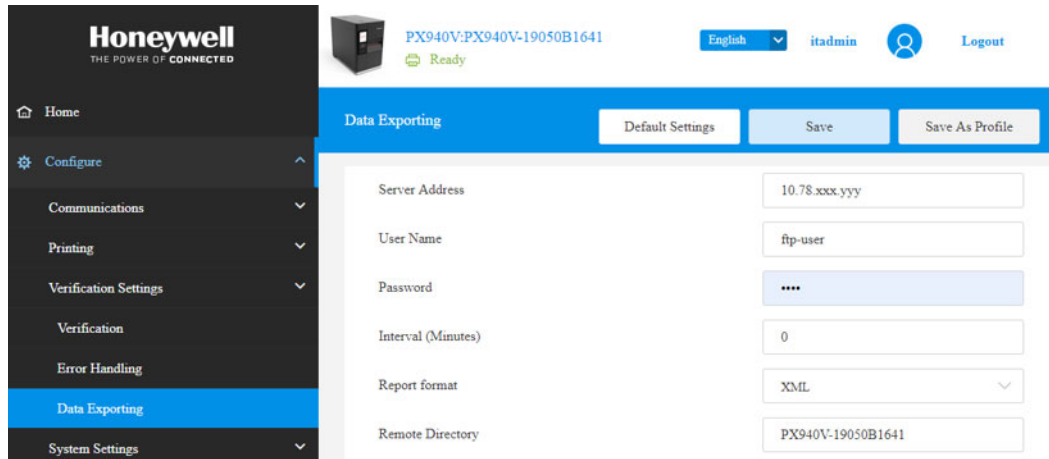 Honeywell
THE POWER OF CONNECTED
PX940V:PX940V-19050B1641
Ready
English
itadmin
Logout
Home
Configure
Communications
Printing
Verification Settings
Verification
Error Handling
Data Exporting
System Settings
Data Exporting
Default Settings
Save
Save As Profile
Server Address
10.78.xxx.yyy
User Name
ftp-user
Password
••••
Interval (Minutes)
0
Report format
XML
Remote Directory
PX940V-19050B1641